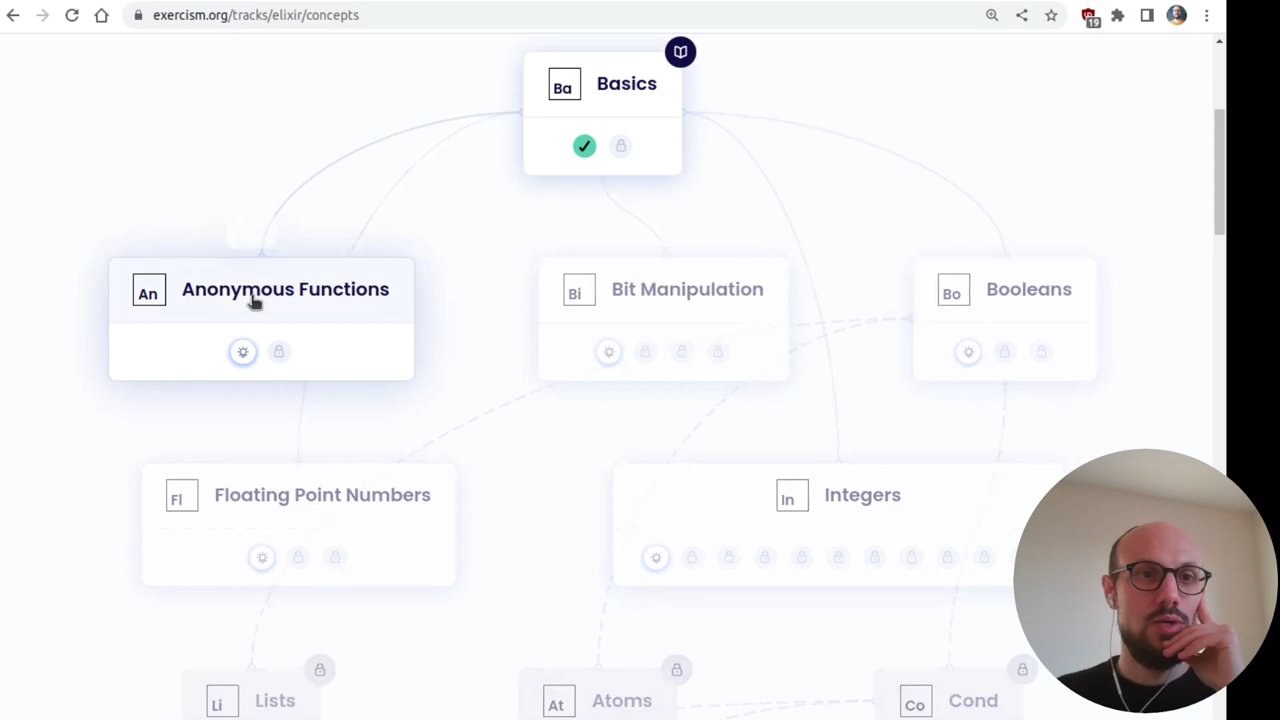 exercism.org/tracks/elixir/concepts
19
Ba Basics
An Anonymous Functions
Bi Bit Manipulation
Bo Booleans
Fl Floating Point Numbers
In Integers
Li Lists
At Atoms
Co Cond